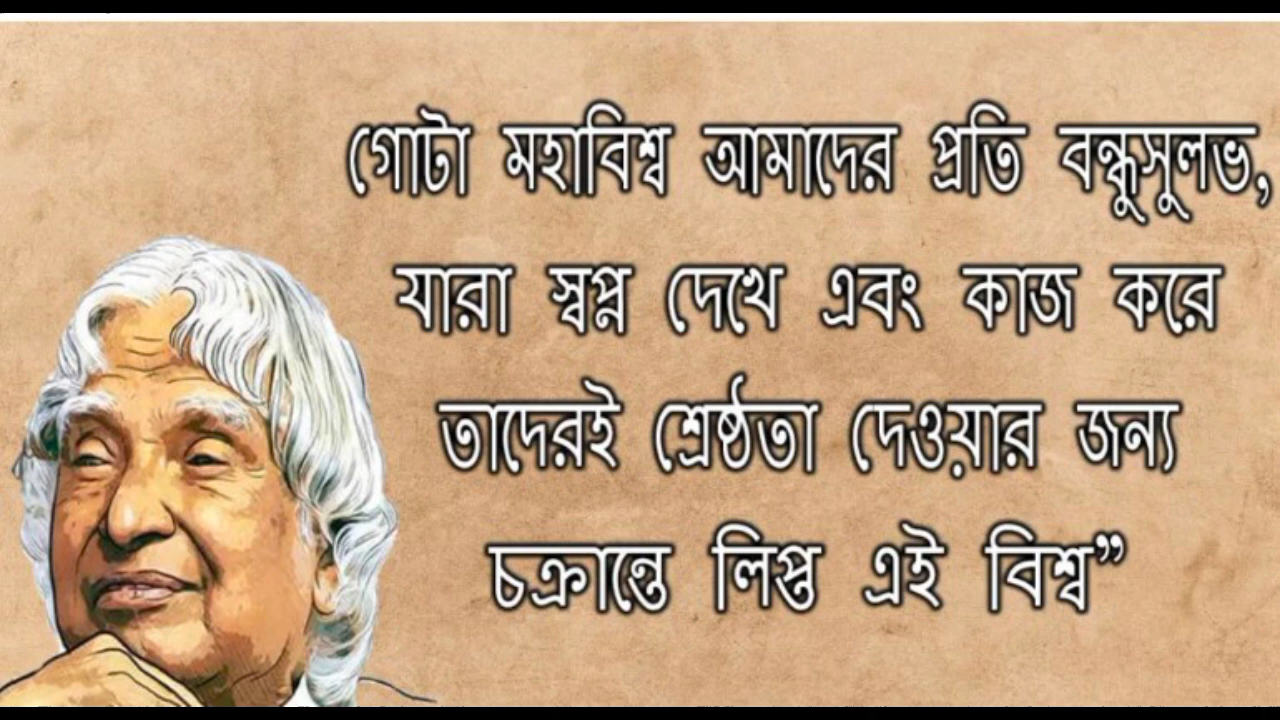 গোটা মহাবিশ্ব আমাদের প্রতি বন্ধুসুলভ,
যারা স্বপ্ন দেখে এবং কাজ করে
তাদেরই শ্রেষ্ঠতা দেওয়ার জন্য
চক্রান্তে লিপ্ত এই বিশ্ব”